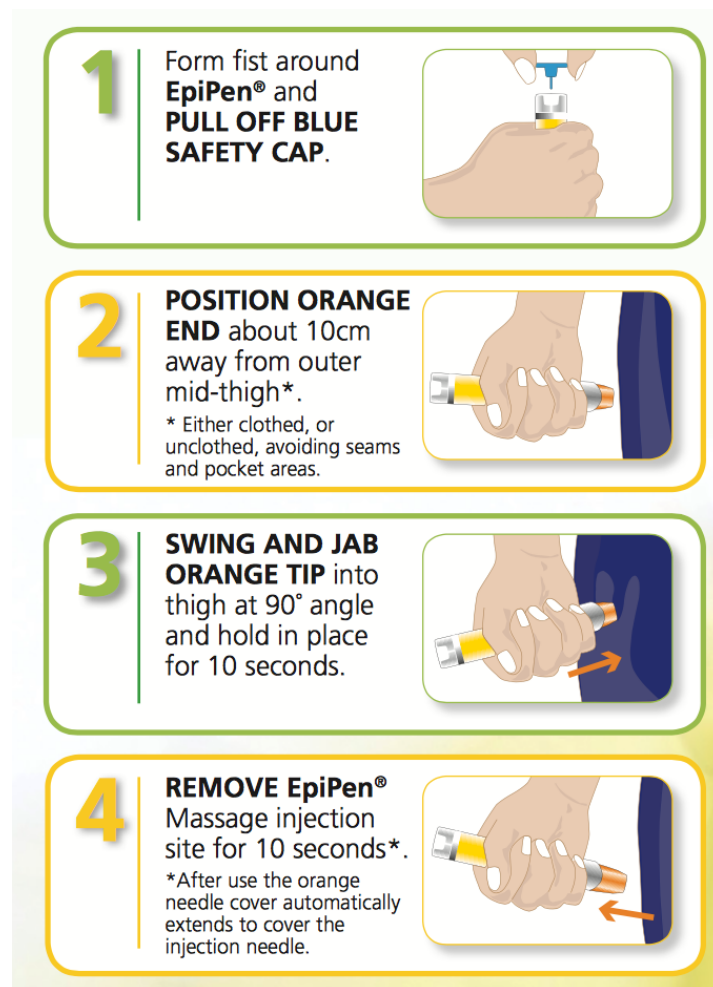 1
Form fist around
EpiPen® and
PULL OFF BLUE
SAFETY CAP.
2
POSITION ORANGE
END about 10cm
away from outer
mid-thigh*.
* Either clothed, or
unclothed, avoiding seams
and pocket areas.
3
SWING AND JAB
ORANGE TIP into
thigh at 90˚ angle
and hold in place
for 10 seconds.
4
REMOVE EpiPen®
Massage injection
site for 10 seconds*.
*After use the orange
needle cover automatically
extends to cover the
injection needle.